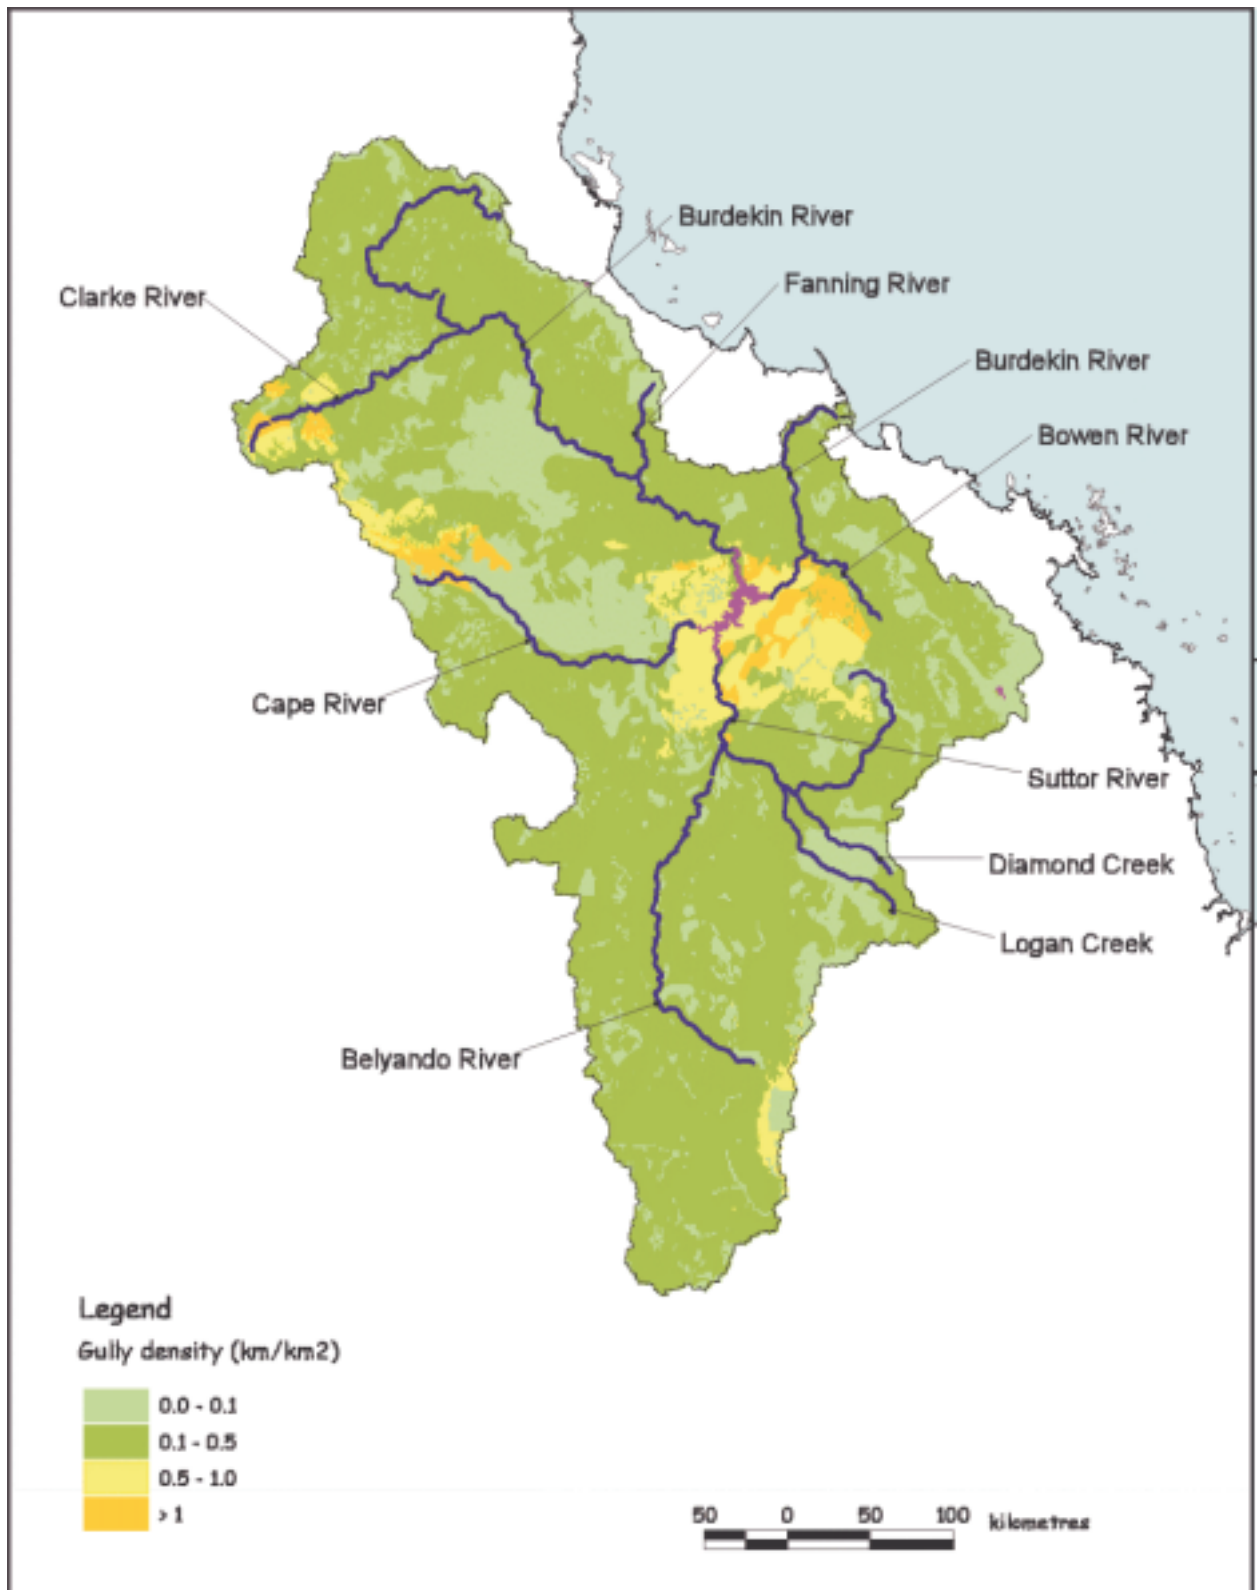 Burdekin River
Fanning River
Clarke River
Burdekin River
Bowen River
Cape River
Suttor River
Diamond Creek
Logan Creek
Belyando River
Legend
Gully density (km/km2)
0.0 - 0.1
0.1 - 0.5
0.5 - 1.0
> 1
50 0 50 100 kilometres